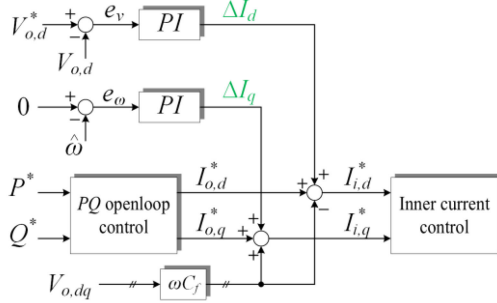 V*o,d + − e_v PI ΔI_d
V_o,d
0 + − e_ω PI ΔI_q
ω̂
P* PQ openloop control I*o,d + + − I*i,d Inner current control
Q* I*o,q + + + I*i,q
V_o,dq ωC_f